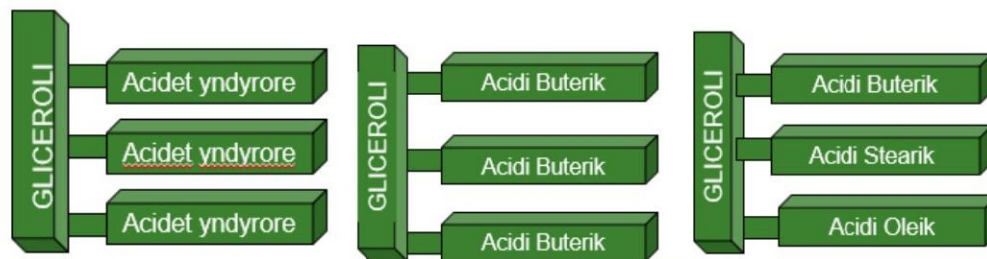 GLICEROLI
Acidet yndyrore
Acidet yndyrore
Acidet yndyrore
GLICEROLI
Acidi Buterik
Acidi Buterik
Acidi Buterik
GLICEROLI
Acidi Buterik
Acidi Stearik
Acidi Oleik